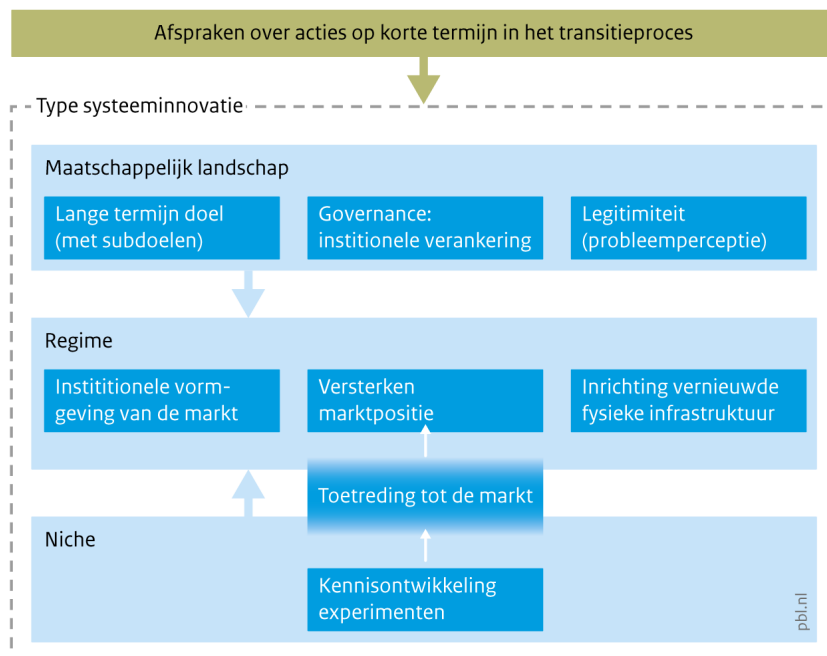 Afspraken over acties op korte termijn in het transitieproces
Type systeeminnovatie
Maatschappelijk landschap
Lange termijn doel
(met subdoelen)
Governance:
institionele verankering
Legitimiteit
(probleemperceptie)
Regime
Instititionele vorm-
geving van de markt
Versterken
marktpositie
Inrichting vernieuwde
fysieke infrastruktuur
Toetreding tot de markt
Niche
Kennisontwikkeling
experimenten
pbl.nl